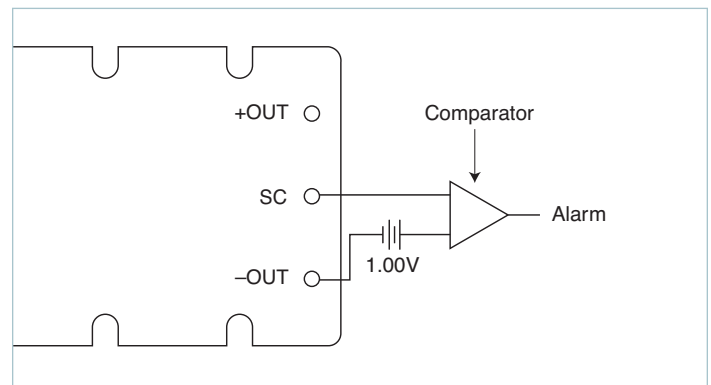 +OUT
Comparator
SC
Alarm
1.00V
–OUT